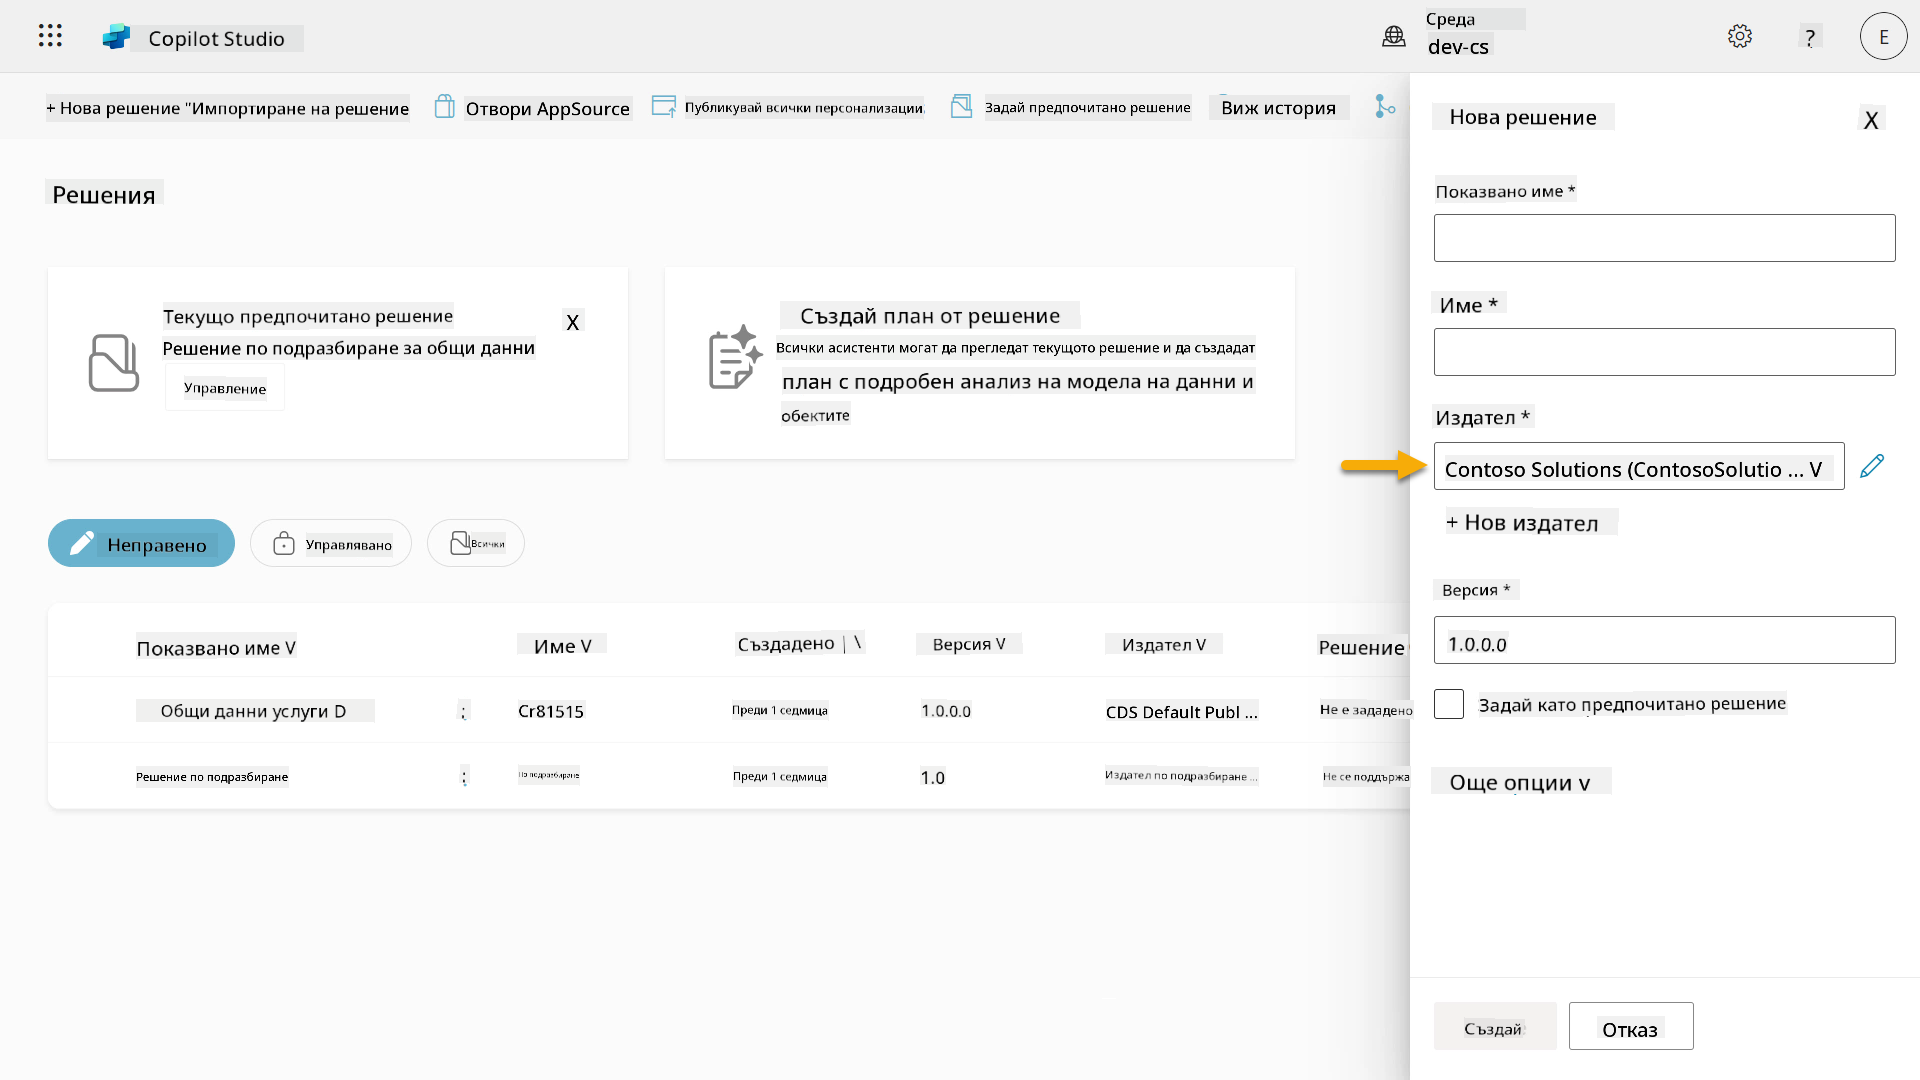 Copilot Studio
Среда
dev-cs
?
E
+ Нова решение "Импортиране на решение
Отвори AppSource
Публикувай всички персонализации
Задай предпочитано решение
Виж история
Решения
Текущо предпочитано решение
X
Решение по подразбиране за общи данни
Управление
Създай план от решение
Всички асистенти могат да прегледат текущото решение и да създадат
план с подробен анализ на модела на данни и
обектите
Неправено
Управлявано
Всички
Показвано име V
Име V
Създадено | \
Версия V
Издател V
Решение
Общи данни услуги D
:
Cr81515
Преди 1 седмица
1.0.0.0
CDS Default Publ ...
Не е зададено
Решение по подразбиране
:
По подразбиране
Преди 1 седмица
1.0
Издател по подразбиране ...
Не се поддържа
Нова решение
X
Показвано име *
Име *
Издател *
Contoso Solutions (ContosoSolutio ... V
+ Нов издател
Версия *
1.0.0.0
Задай като предпочитано решение
Още опции v
Създай
Отказ